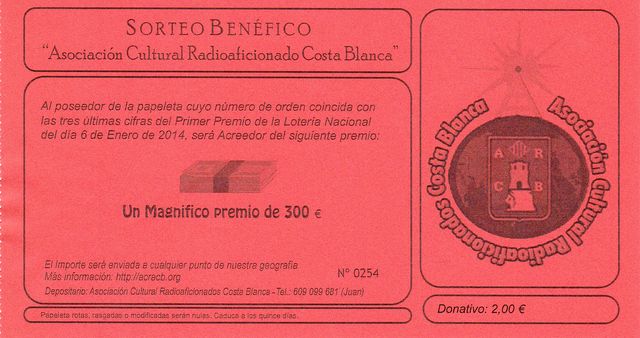 SORTEO BENÉFICO
"Asociación Cultural Radioaficionado Costa Blanca"
Al poseedor de la papeleta cuyo número de orden coincida con
las tres últimas cifras del Primer Premio de la Lotería Nacional
del día 6 de Enero de 2014, será Acreedor del siguiente premio:
Un Magnifico premio de 300 €
El Importe será enviada a cualquier punto de nuestra geografía
Más información: http://acracb.org
Nº 0254
Depositario: Asociación Cultural Radioaficionados Costa Blanca - Tel.: 609 099 681 (Juan)
Papeleta rotas, rasgadas o modificadas serán nulas. Caduca a los quince días.
Asociación Cultural Radioaficionados Costa Blanca
A R
C B
Donativo: 2,00 €